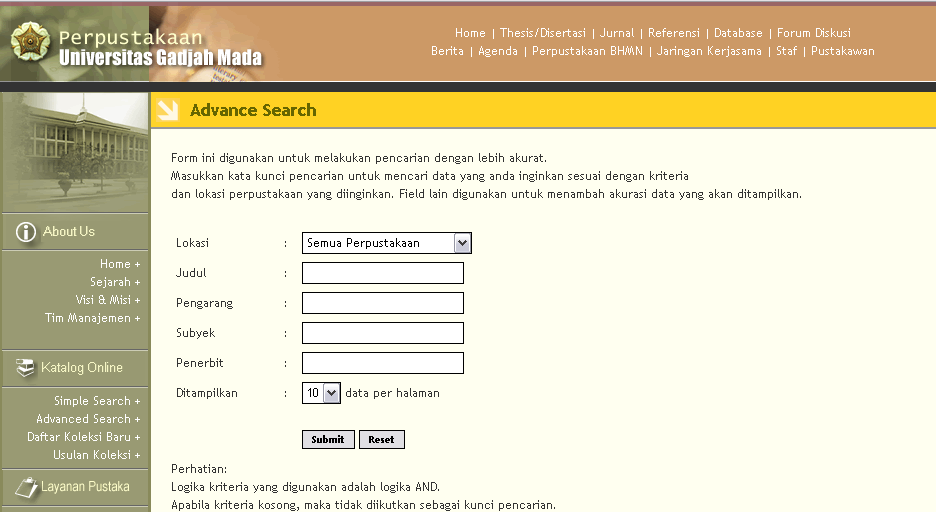 Perpustakaan
Universitas Gadjah Mada
Home | Thesis/Disertasi | Jurnal | Referensi | Database | Forum Diskusi
Berita | Agenda | Perpustakaan BHMN | Jaringan Kerjasama | Staf | Pustakawan
Advance Search
Form ini digunakan untuk melakukan pencarian dengan lebih akurat.
Masukkan kata kunci pencarian untuk mencari data yang anda inginkan sesuai dengan kriteria
dan lokasi perpustakaan yang diinginkan. Field lain digunakan untuk menambah akurasi data yang akan ditampilkan.
About Us
Home +
Sejarah +
Visi & Misi +
Tim Manajemen +
Katalog Online
Simple Search +
Advanced Search +
Daftar Koleksi Baru +
Usulan Koleksi +
Layanan Pustaka
Lokasi : Semua Perpustakaan
Judul :
Pengarang :
Subyek :
Penerbit :
Ditampilkan : 10 data per halaman
Submit Reset
Perhatian:
Logika kriteria yang digunakan adalah logika AND.
Apabila kriteria kosong, maka tidak diikutkan sebagai kunci pencarian.